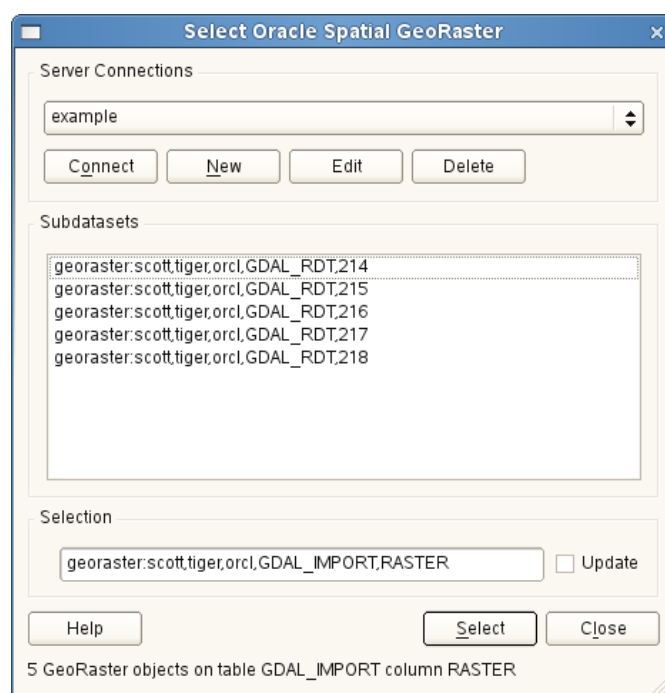 Select Oracle Spatial GeoRaster
Server Connections
example
Connect New Edit Delete
Subdatasets
georaster:scott,tiger,orcl,GDAL_RDT,214
georaster:scott,tiger,orcl,GDAL_RDT,215
georaster:scott,tiger,orcl,GDAL_RDT,216
georaster:scott,tiger,orcl,GDAL_RDT,217
georaster:scott,tiger,orcl,GDAL_RDT,218
Selection
georaster:scott,tiger,orcl,GDAL_IMPORT,RASTER Update
Help Select Close
5 GeoRaster objects on table GDAL_IMPORT column RASTER